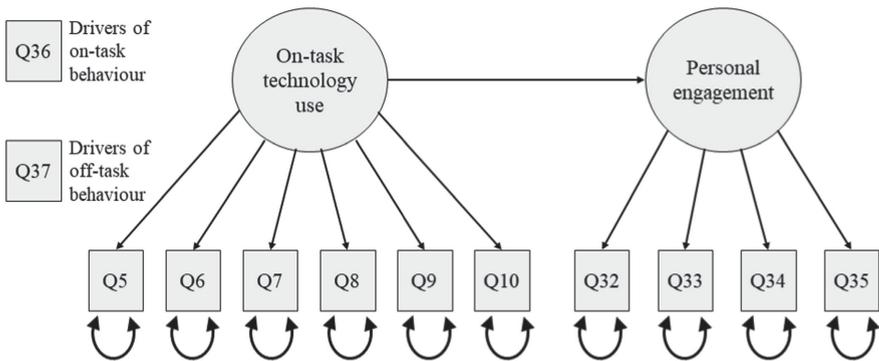 Q36
Drivers of
on-task
behaviour
On-task
technology
use
Personal
engagement
Q37
Drivers of
off-task
behaviour
Q5
Q6
Q7
Q8
Q9
Q10
Q32
Q33
Q34
Q35